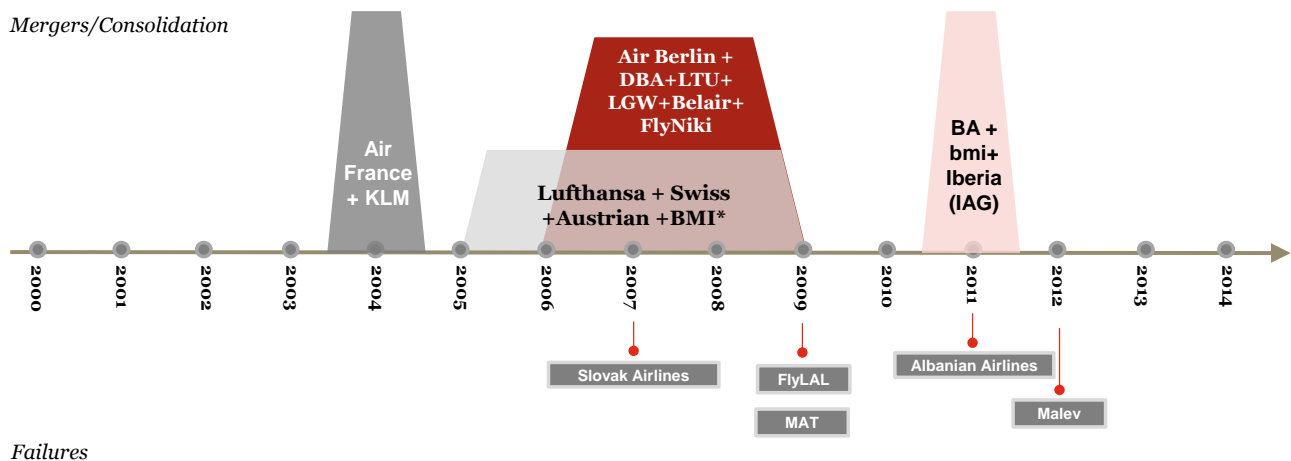 Mergers/Consolidation
Air Berlin +
DBA+LTU+
LGW+Belair+
FlyNiki
Air
France
+ KLM
BA +
bmi+
Iberia
(IAG)
Lufthansa + Swiss
+Austrian +BMI*
2000
2001
2002
2003
2004
2005
2006
2007
2008
2009
2010
2011
2012
2013
2014
Slovak Airlines
FlyLAL
Albanian Airlines
MAT
Malev
Failures